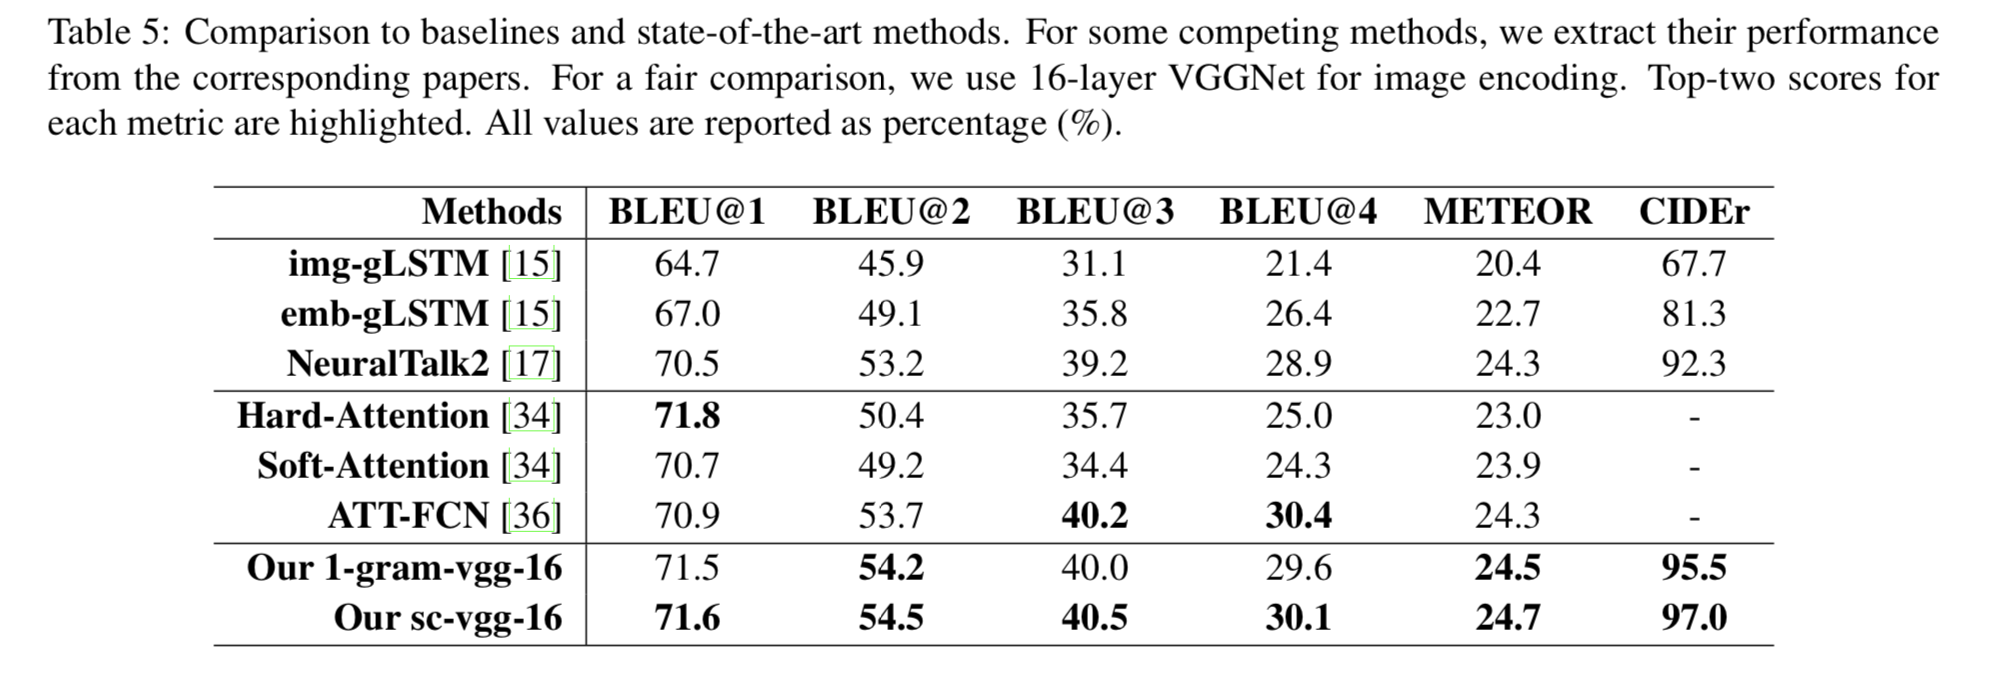 Table 5: Comparison to baselines and state-of-the-art methods. For some competing methods, we extract their performance
from the corresponding papers. For a fair comparison, we use 16-layer VGGNet for image encoding. Top-two scores for
each metric are highlighted. All values are reported as percentage (%).
Methods BLEU@1 BLEU@2 BLEU@3 BLEU@4 METEOR CIDEr
img-gLSTM [15] 64.7 45.9 31.1 21.4 20.4 67.7
emb-gLSTM [15] 67.0 49.1 35.8 26.4 22.7 81.3
NeuralTalk2 [17] 70.5 53.2 39.2 28.9 24.3 92.3
Hard-Attention [34] 71.8 50.4 35.7 25.0 23.0 -
Soft-Attention [34] 70.7 49.2 34.4 24.3 23.9 -
ATT-FCN [36] 70.9 53.7 40.2 30.4 24.3 -
Our 1-gram-vgg-16 71.5 54.2 40.0 29.6 24.5 95.5
Our sc-vgg-16 71.6 54.5 40.5 30.1 24.7 97.0